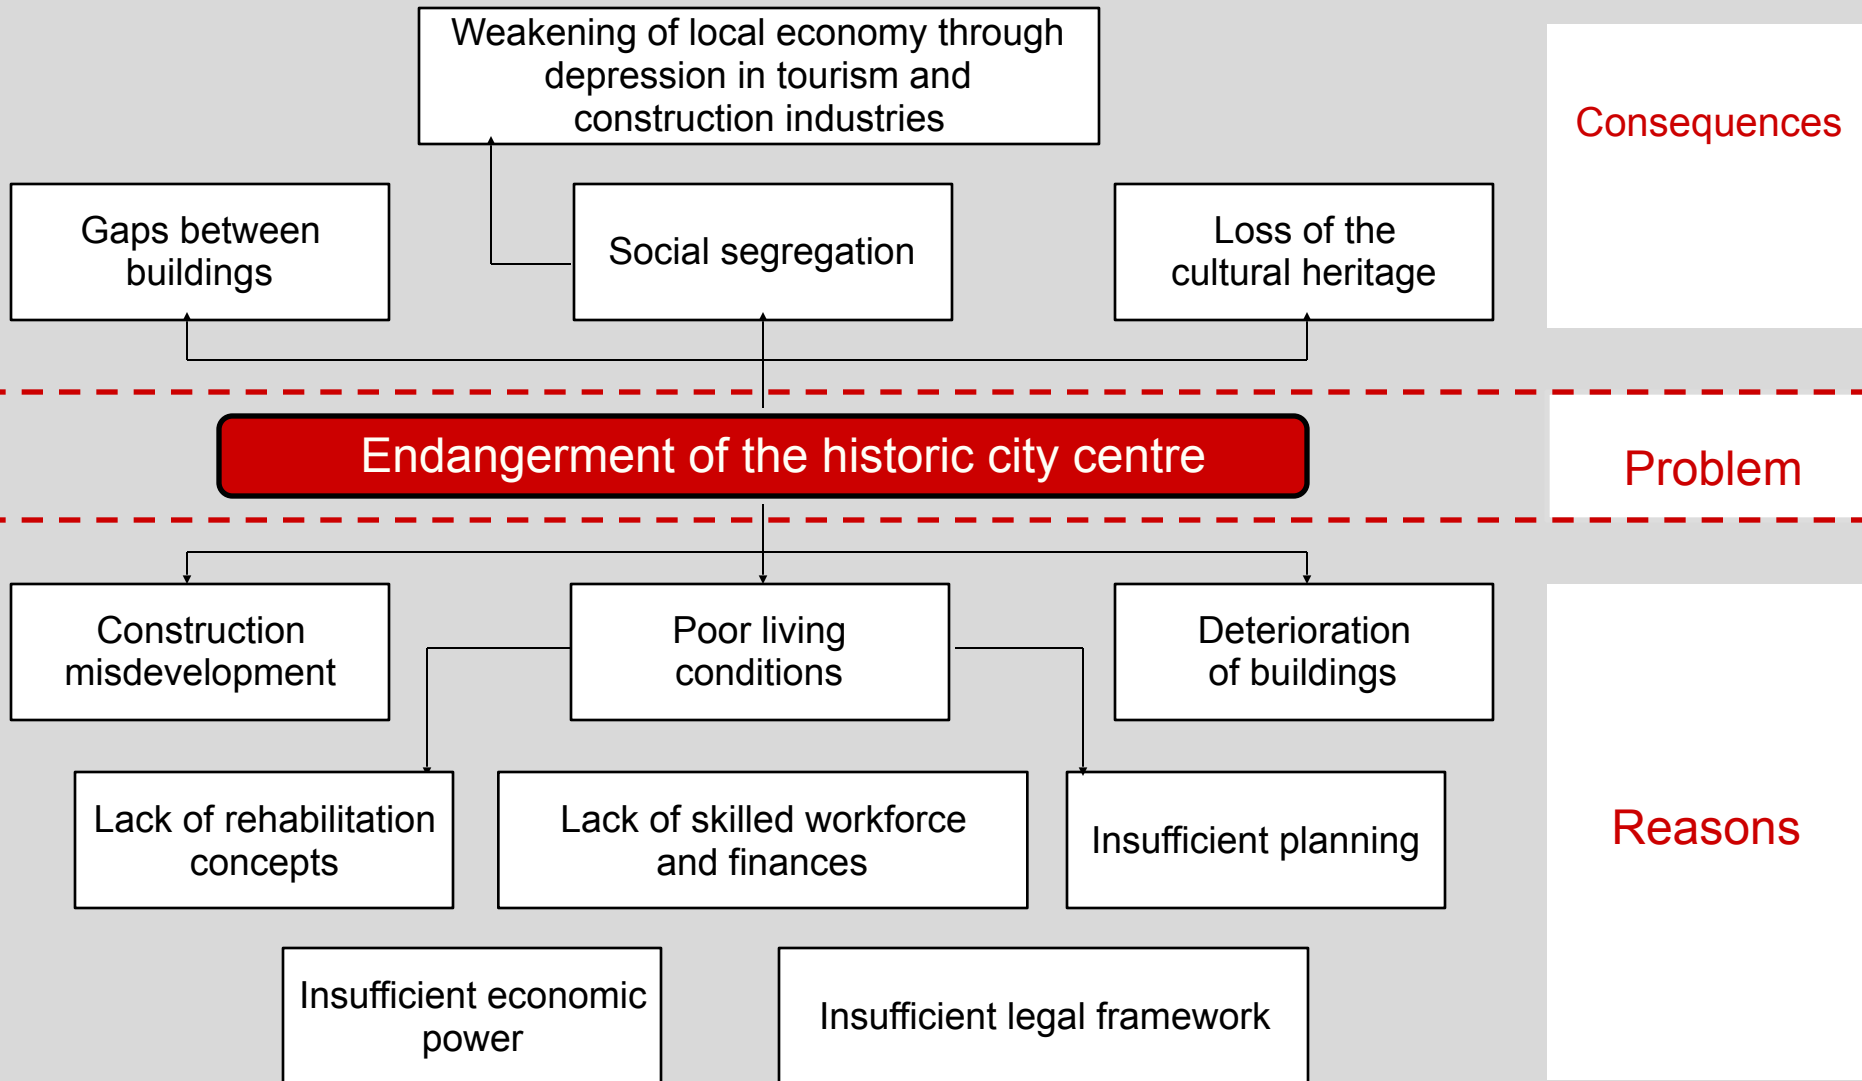 Weakening of local economy through
depression in tourism and
construction industries
Consequences
Gaps between
buildings
Social segregation
Loss of the
cultural heritage
Endangerment of the historic city centre
Problem
Construction
misdevelopment
Poor living
conditions
Deterioration
of buildings
Lack of rehabilitation
concepts
Lack of skilled workforce
and finances
Insufficient planning
Reasons
Insufficient economic
power
Insufficient legal framework